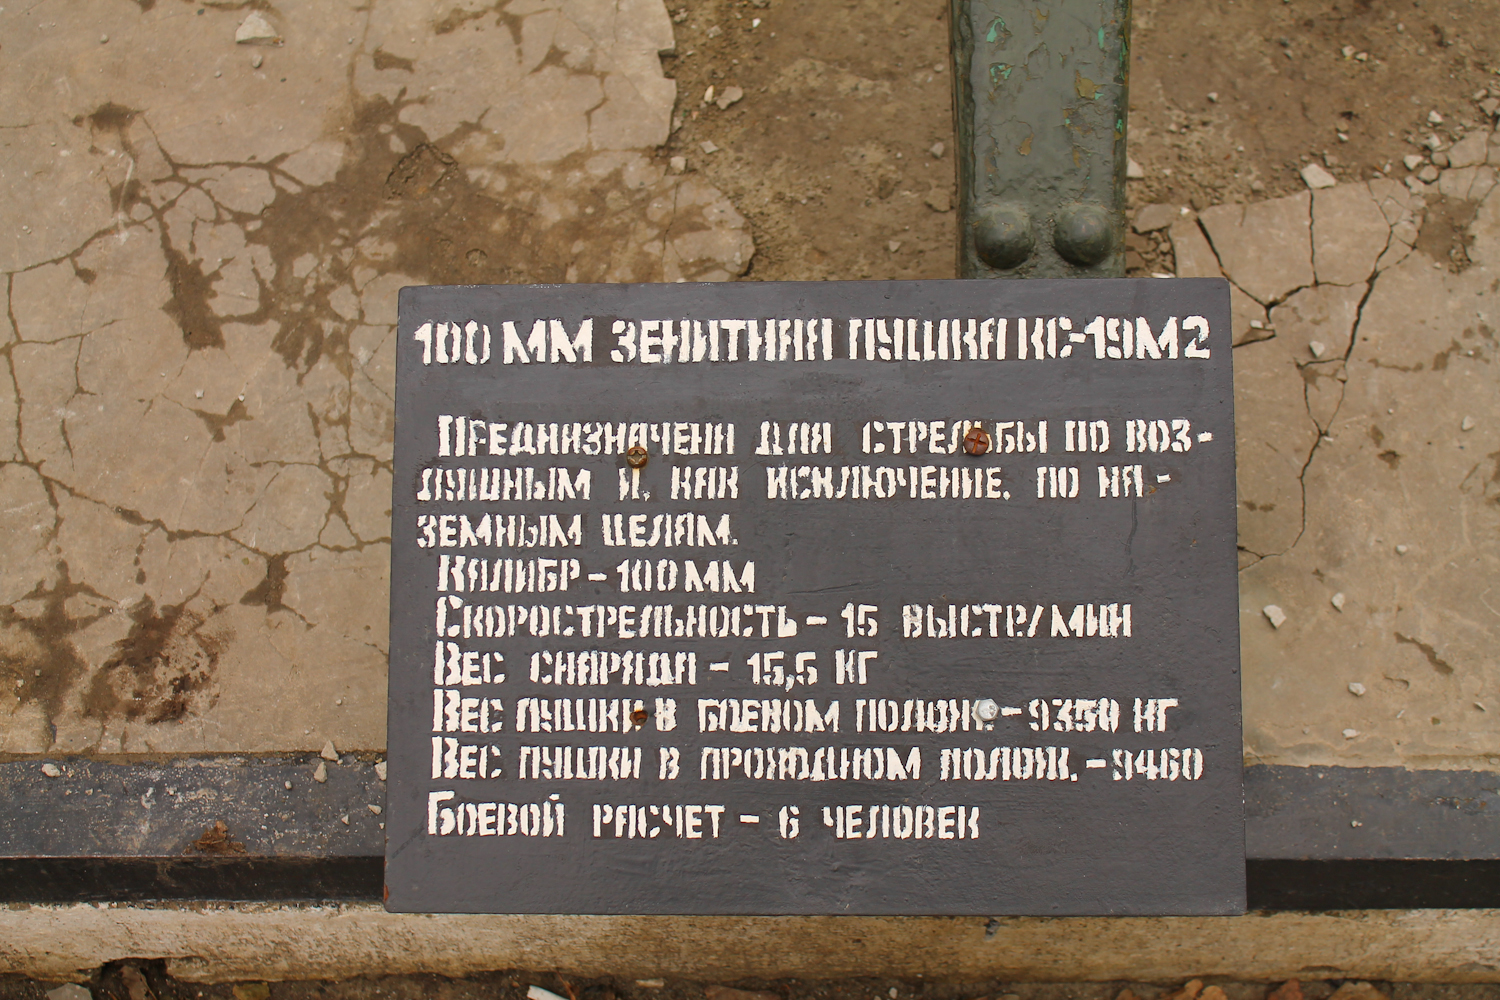 100 ММ ЗЕНИТНАЯ ПУШКА КС-19М2
ПРЕДНАЗНАЧЕНА ДЛЯ СТРЕЛЬБЫ ПО ВОЗ-
ДУШНЫМ И, КАК ИСКЛЮЧЕНИЕ, ПО НА-
ЗЕМНЫМ ЦЕЛЯМ.
КАЛИБР - 100 ММ
СКОРОСТРЕЛЬНОСТЬ - 15 ВЫСТР/МИН
ВЕС СНАРЯДА - 15,5 КГ
ВЕС ПУШКИ В БОЕВОМ ПОЛОЖ. - 9350 КГ
ВЕС ПУШКИ В ПРОХОДНОМ ПОЛОЖ. - 9460
БОЕВОЙ РАСЧЕТ - 6 ЧЕЛОВЕК